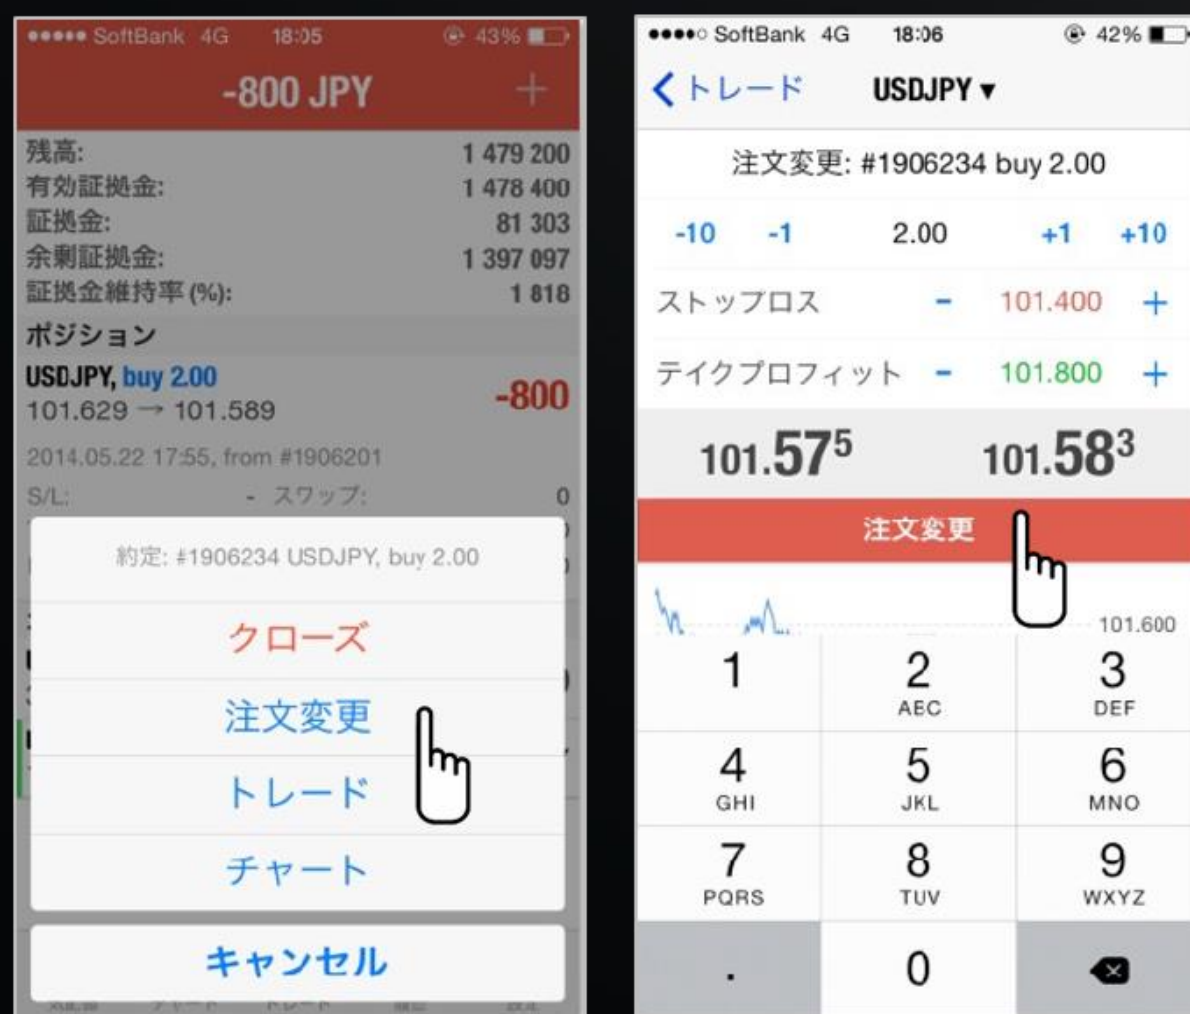 SoftBank 4G 18:05 43%
-800 JPY +
残高: 1 479 200
有効証拠金: 1 478 400
証拠金: 81 303
余剰証拠金: 1 397 097
証拠金維持率 (%): 1 818
ポジション
USDJPY, buy 2.00
101.629 → 101.589 -800
2014.05.22 17:55, from #1906201
S/L: - スワップ: 0
約定: #1906234 USDJPY, buy 2.00
クローズ
注文変更
トレード
チャート
キャンセル
SoftBank 4G 18:06 42%
トレード USDJPY ▼
注文変更: #1906234 buy 2.00
-10 -1 2.00 +1 +10
ストップロス - 101.400 +
テイクプロフィット - 101.800 +
101.575 101.583
注文変更
101.600
1 2 3
ABC DEF
4 5 6
GHI JKL MNO
7 8 9
PQRS TUV WXYZ
. 0